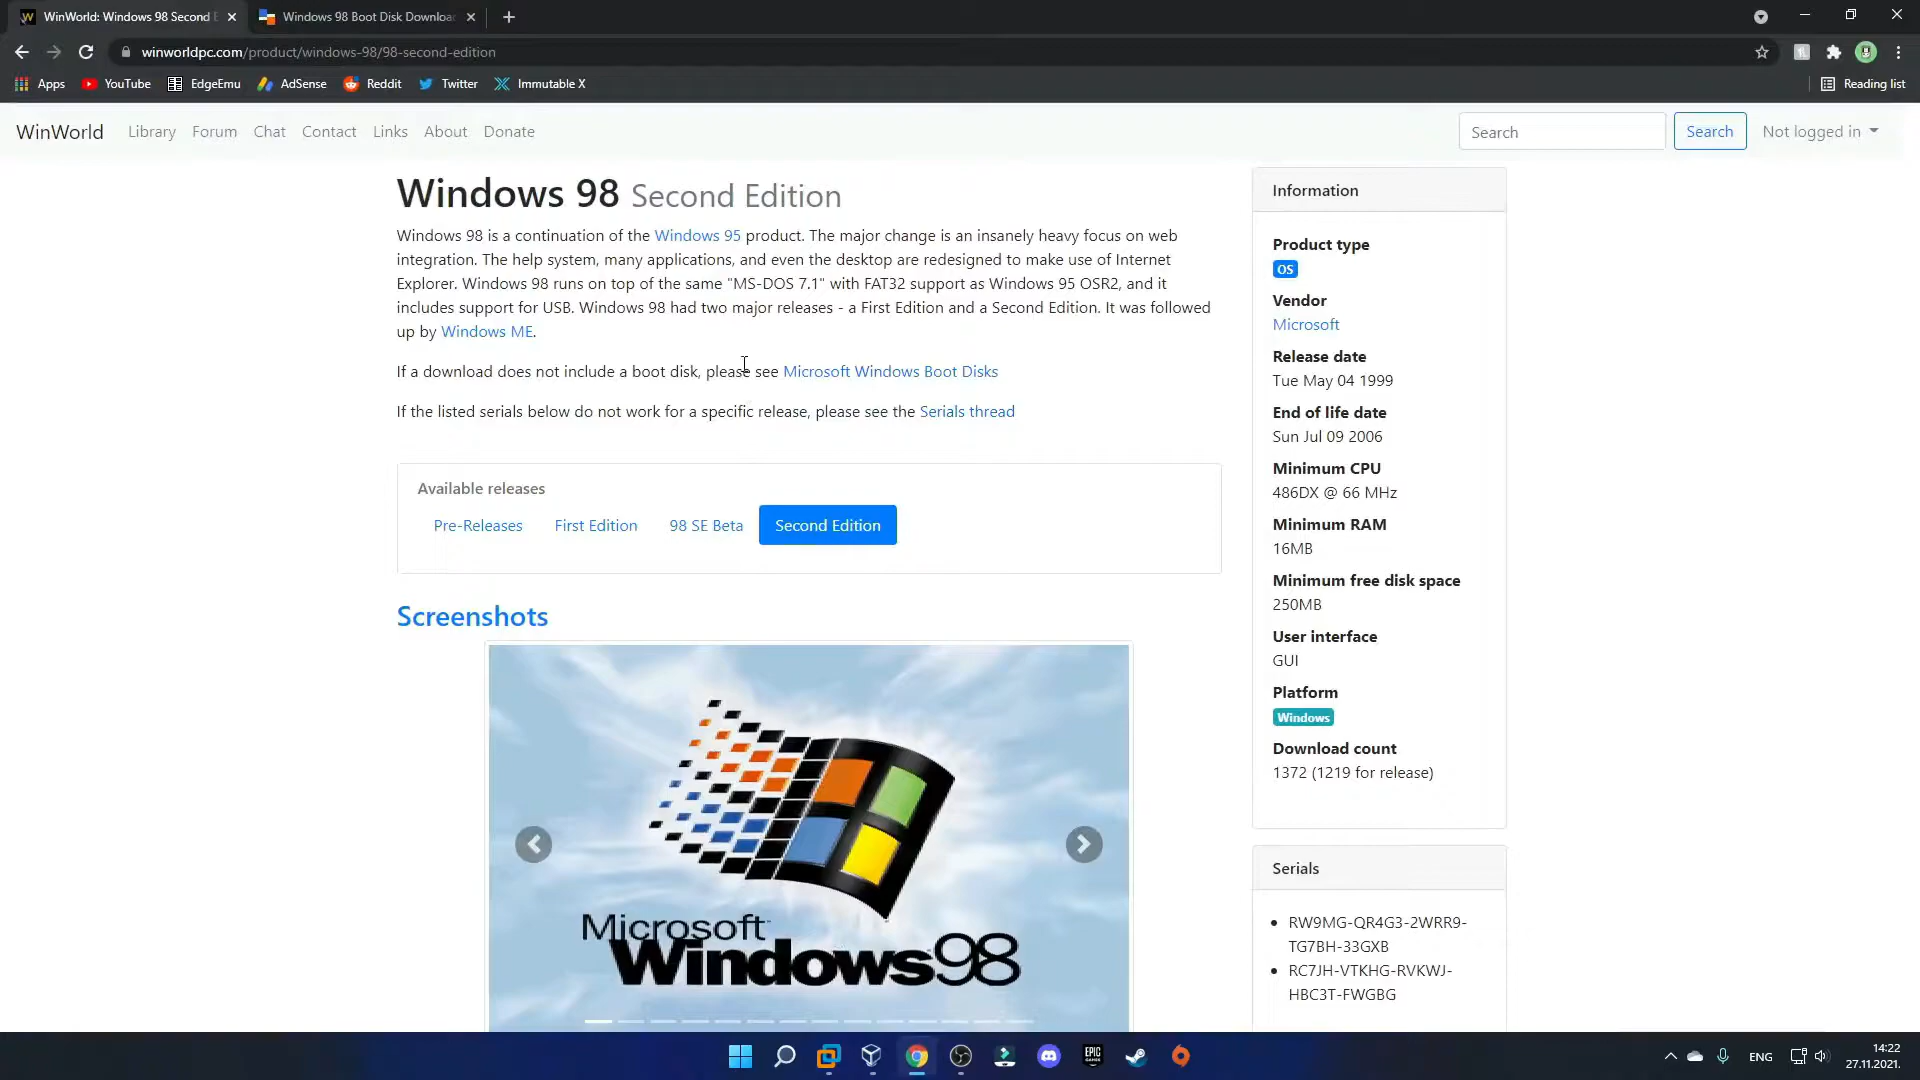 WinWorld: Windows 98 Second E
Windows 98 Boot Disk Downloa
winworldpc.com/product/windows-98/98-second-edition
Apps
YouTube
EdgeEmu
AdSense
Reddit
Twitter
Immutable X
Reading list
WinWorld
Library
Forum
Chat
Contact
Links
About
Donate
Search
Search
Not logged in
Windows 98 Second Edition
Windows 98 is a continuation of the Windows 95 product. The major change is an insanely heavy focus on web
integration. The help system, many applications, and even the desktop are redesigned to make use of Internet
Explorer. Windows 98 runs on top of the same "MS-DOS 7.1" with FAT32 support as Windows 95 OSR2, and it
includes support for USB. Windows 98 had two major releases - a First Edition and a Second Edition. It was followed
up by Windows ME.
If a download does not include a boot disk, please see Microsoft Windows Boot Disks
If the listed serials below do not work for a specific release, please see the Serials thread
Available releases
Pre-Releases
First Edition
98 SE Beta
Second Edition
Screenshots
Microsoft
Windows98
Information
Product type
OS
Vendor
Microsoft
Release date
Tue May 04 1999
End of life date
Sun Jul 09 2006
Minimum CPU
486DX @ 66 MHz
Minimum RAM
16MB
Minimum free disk space
250MB
User interface
GUI
Platform
Windows
Download count
1372 (1219 for release)
Serials
RW9MG-QR4G3-2WRR9-
TG7BH-33GXB
RC7JH-VTKHG-RVKWJ-
HBC3T-FWGBG
EPIC
GAMES
ENG
14:22
27.11.2021.